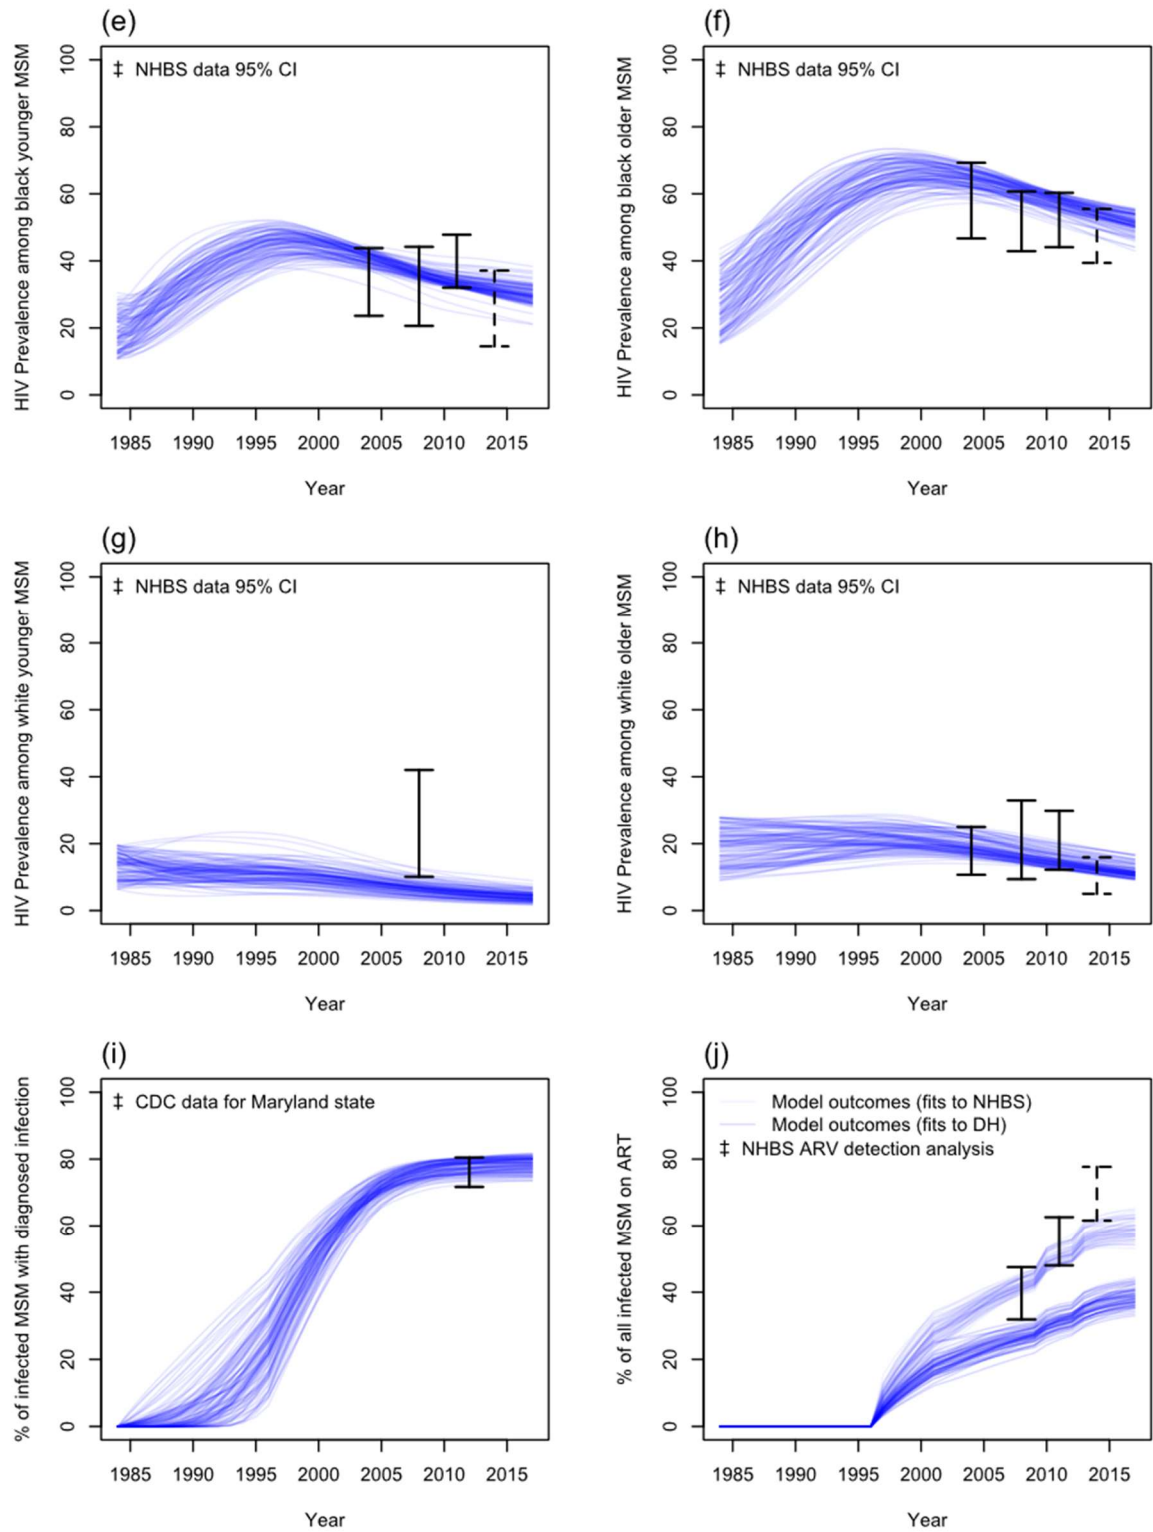 (e)
HIV Prevalence among black younger MSM
‡ NHBS data 95% CI
100
80
60
40
20
0
1985 1990 1995 2000 2005 2010 2015
Year
(f)
HIV Prevalence among black older MSM
‡ NHBS data 95% CI
100
80
60
40
20
0
1985 1990 1995 2000 2005 2010 2015
Year
(g)
HIV Prevalence among white younger MSM
‡ NHBS data 95% CI
100
80
60
40
20
0
1985 1990 1995 2000 2005 2010 2015
Year
(h)
HIV Prevalence among white older MSM
‡ NHBS data 95% CI
100
80
60
40
20
0
1985 1990 1995 2000 2005 2010 2015
Year
(i)
% of infected MSM with diagnosed infection
‡ CDC data for Maryland state
100
80
60
40
20
0
1985 1990 1995 2000 2005 2010 2015
Year
(j)
% of all infected MSM on ART
Model outcomes (fits to NHBS)
Model outcomes (fits to DH)
‡ NHBS ARV detection analysis
100
80
60
40
20
0
1985 1990 1995 2000 2005 2010 2015
Year